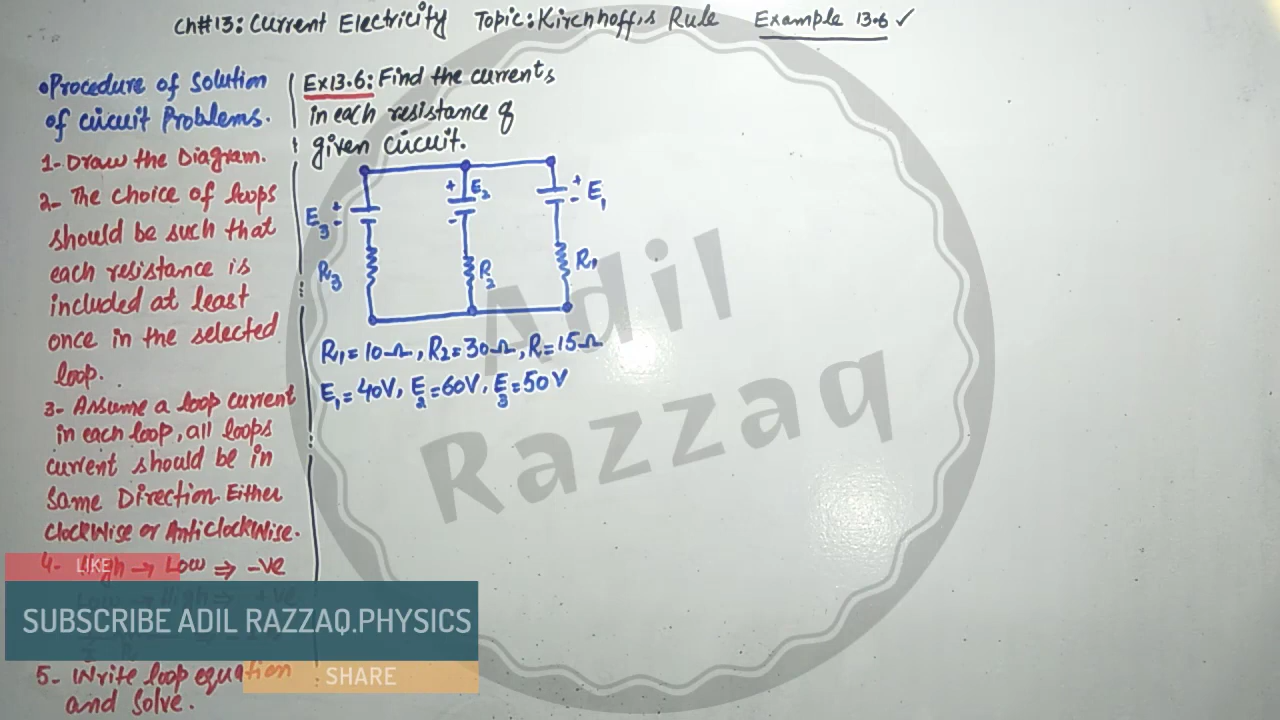 Ch#13: Current Electricity Topic: Kirchhoff,s Rule Example 13.6 ✓
•Procedure of Solution
of circuit Problems.
1- Draw the Diagram.
2- The choice of loops
should be such that
each resistance is
included at least
once in the selected
loop.
3- Assume a loop current
in each loop, all loops
current should be in
Same Direction Either
Clockwise or AntiClockwise.
4- High → Low ⇒ -ve
5- Write loop equation
and Solve.
Ex13.6: Find the currents
in each resistance of
given circuit.
E3 + - + E2 - + E1 -
R3 R2 R1
R1=10Ω, R2=30Ω, R=15Ω
E1=40V, E2=60V, E3=50V
Adil
Razzaq
LIKE
SUBSCRIBE ADIL RAZZAQ.PHYSICS
SHARE